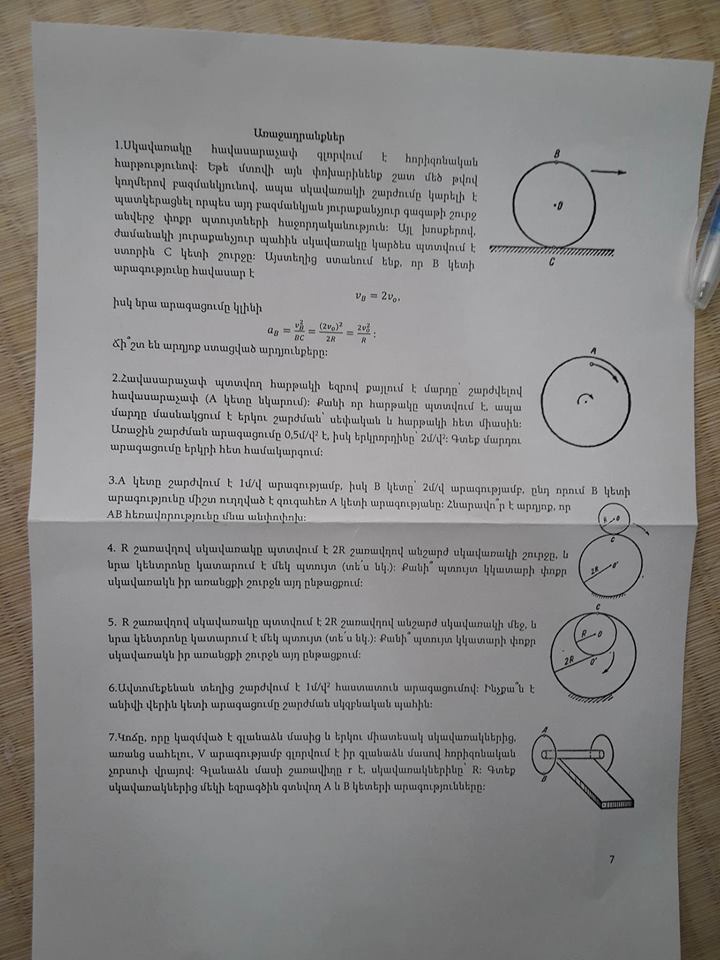 Առաջադրանքներ
1.Սկավառակը հավասարաչափ գլորվում է հորիզոնական
հարթությունով: Եթե մտովի այն փոխարինենք շատ մեծ թվով
կողմերով բազմանկյունով, ապա սկավառակի շարժումը կարելի է
պատկերացնել որպես այդ բազմանկյան յուրաքանչյուր գագաթի շուրջ
անվերջ փոքր պտույտների հաջորդականություն: Այլ խոսքերով,
ժամանակի յուրաքանչյուր պահին սկավառակը կարծես պտտվում է
ստորին C կետի շուրջը: Այստեղից ստանում ենք, որ B կետի
արագությունը հավասար է
B
O
C
v_B = 2v_o,
իսկ նրա արագացումը կլինի
a_B = v_B^2/BC = (2v_o)^2/2R = 2v_o^2/R :
Ճի՞շտ են արդյոք ստացված արդյունքերը:
2.Հավասարաչափ պտտվող հարթակի եզրով քայլում է մարդը՝ շարժվելով
հավասարաչափ (A կետը նկարում): Քանի որ հարթակը պտտվում է, ապա
մարդը մասնակցում է երկու շարժման՝ սեփական և հարթակի հետ միասին:
Առաջին շարժման արագացումը 0,5մ/վ² է, իսկ երկրորդինը՝ 2մ/վ²: Գտեք մարդու
արագացումը երկրի հետ համակարգում:
A
3.A կետը շարժվում է 1մ/վ արագությամբ, իսկ B կետը՝ 2մ/վ արագությամբ, ընդ որում B կետի
արագությունը միշտ ուղղված է զուգահեռ A կետի արագությանը: Հնարավո՞ր է արդյոք, որ
AB հեռավորությունը մնա անփոփոխ:
4. R շառավղով սկավառակը պտտվում է 2R շառավղով անշարժ սկավառակի շուրջը, և
նրա կենտրոնը կատարում է մեկ պտույտ (տե՛ս նկ.): Քանի՞ պտույտ կկատարի փոքր
սկավառակն իր առանցքի շուրջն այդ ընթացքում:
R O
C
2R O'
5. R շառավղով սկավառակը պտտվում է 2R շառավղով անշարժ սկավառակի մեջ, և
նրա կենտրոնը կատարում է մեկ պտույտ (տե՛ս նկ.): Քանի՞ պտույտ կկատարի փոքր
սկավառակն իր առանցքի շուրջն այդ ընթացքում:
C
R O
2R O'
6.Ավտոմեքենան տեղից շարժվում է 1մ/վ² հաստատուն արագացումով: Ինչքա՞ն է
անիվի վերին կետի արագացումը շարժման սկզբնական պահին:
7.Կոճը, որը կազմված է գլանաձև մասից և երկու միատեսակ սկավառակներից,
առանց սահելու, V արագությամբ գլորվում է իր գլանաձև մասով հորիզոնական
չորսուի վրայով: Գլանաձև մասի շառավիղը r է, սկավառակներինը՝ R: Գտեք
սկավառակներից մեկի եզրագծին գտնվող A և B կետերի արագությունները:
A
B
7